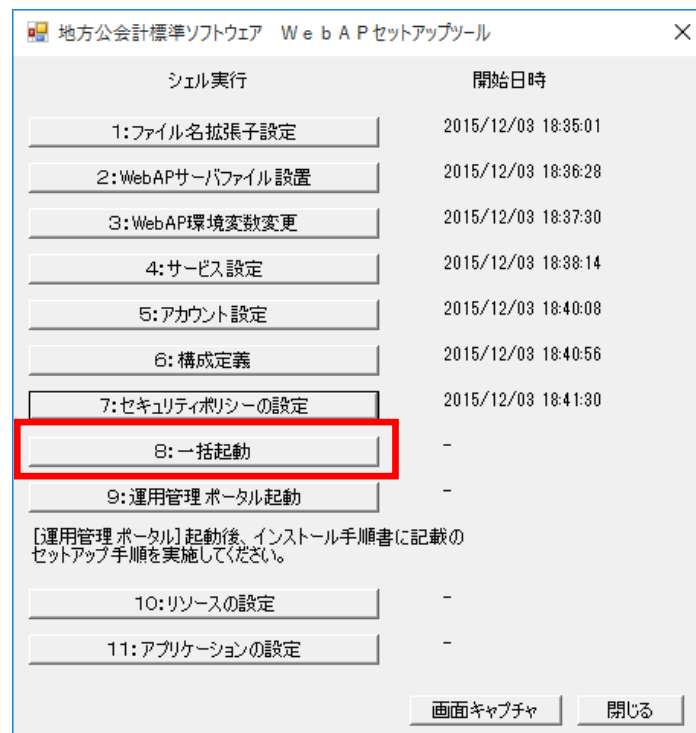 地方公会計標準ソフトウェア　ＷｅｂＡＰセットアップツール
シェル実行 開始日時
1:ファイル名拡張子設定 2015/12/03 18:35:01
2:WebAPサーバファイル設置 2015/12/03 18:36:28
3:WebAP環境変数変更 2015/12/03 18:37:30
4:サービス設定 2015/12/03 18:38:14
5:アカウント設定 2015/12/03 18:40:08
6:構成定義 2015/12/03 18:40:56
7:セキュリティポリシーの設定 2015/12/03 18:41:30
8:一括起動 -
9:運用管理ポータル起動 -
[運用管理ポータル]起動後、インストール手順書に記載の
セットアップ手順を実施してください。
10:リソースの設定 -
11:アプリケーションの設定 -
画面キャプチャ 閉じる